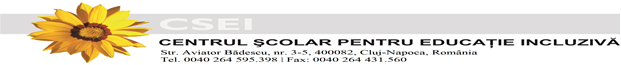 CSEI
CENTRUL ŞCOLAR PENTRU EDUCAŢIE INCLUZIVĂ
Str. Aviator Bădescu, nr. 3-5, 400082, Cluj-Napoca, România
Tel. 0040 264 595.398 | Fax: 0040 264 431.560